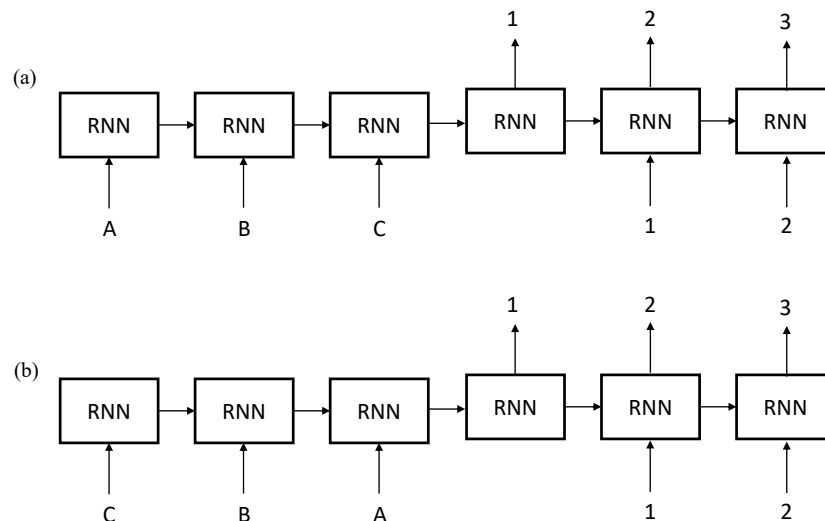 1 2 3
(a)
RNN RNN RNN RNN RNN RNN
A B C 1 2
1 2 3
(b)
RNN RNN RNN RNN RNN RNN
C B A 1 2